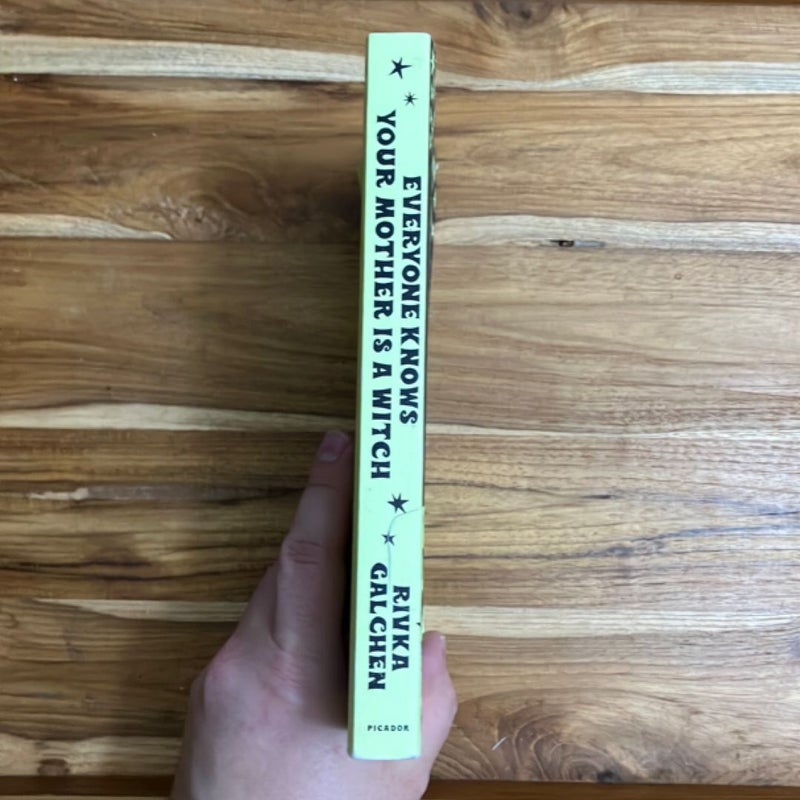 EVERYONE KNOWS
YOUR MOTHER IS A WITCH
RIVKA
GALCHEN
PICADOR